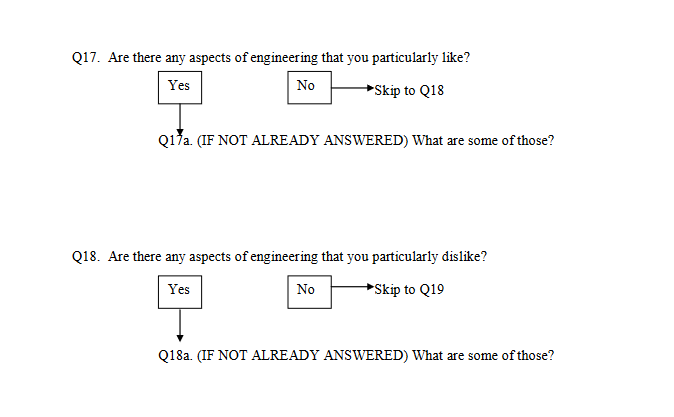 Q17. Are there any aspects of engineering that you particularly like?
Yes No Skip to Q18
Q17a. (IF NOT ALREADY ANSWERED) What are some of those?
Q18. Are there any aspects of engineering that you particularly dislike?
Yes No Skip to Q19
Q18a. (IF NOT ALREADY ANSWERED) What are some of those?